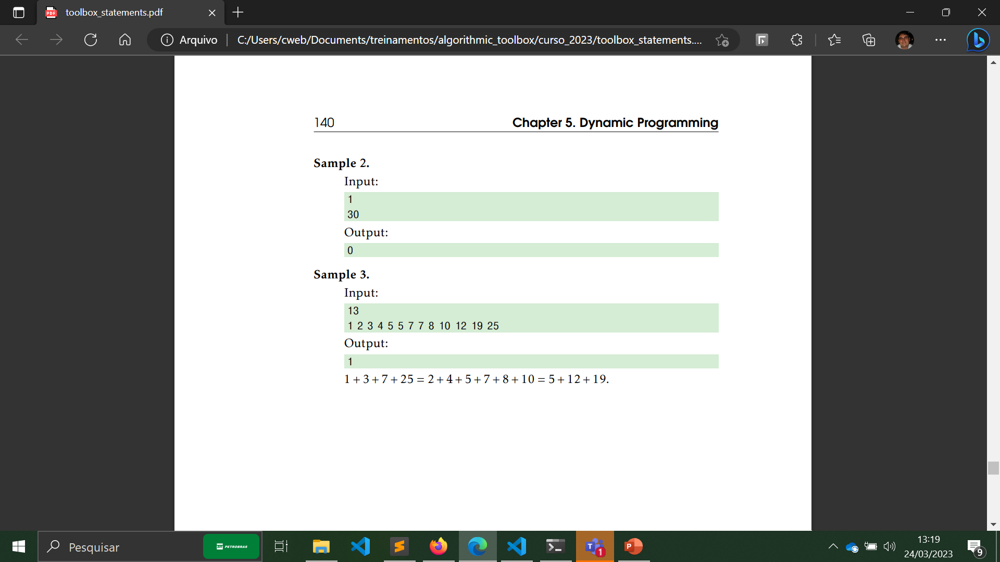 toolbox_statements.pdf
Arquivo
C:/Users/cweb/Documents/treinamentos/algorithmic_toolbox/curso_2023/toolbox_statements....
140 Chapter 5. Dynamic Programming
Sample 2.
Input:
1
30
Output:
0
Sample 3.
Input:
13
1 2 3 4 5 5 7 7 8 10 12 19 25
Output:
1
1 + 3 + 7 + 25 = 2 + 4 + 5 + 7 + 8 + 10 = 5 + 12 + 19.
Pesquisar
BR PETROBRAS
1
13:19
24/03/2023
9